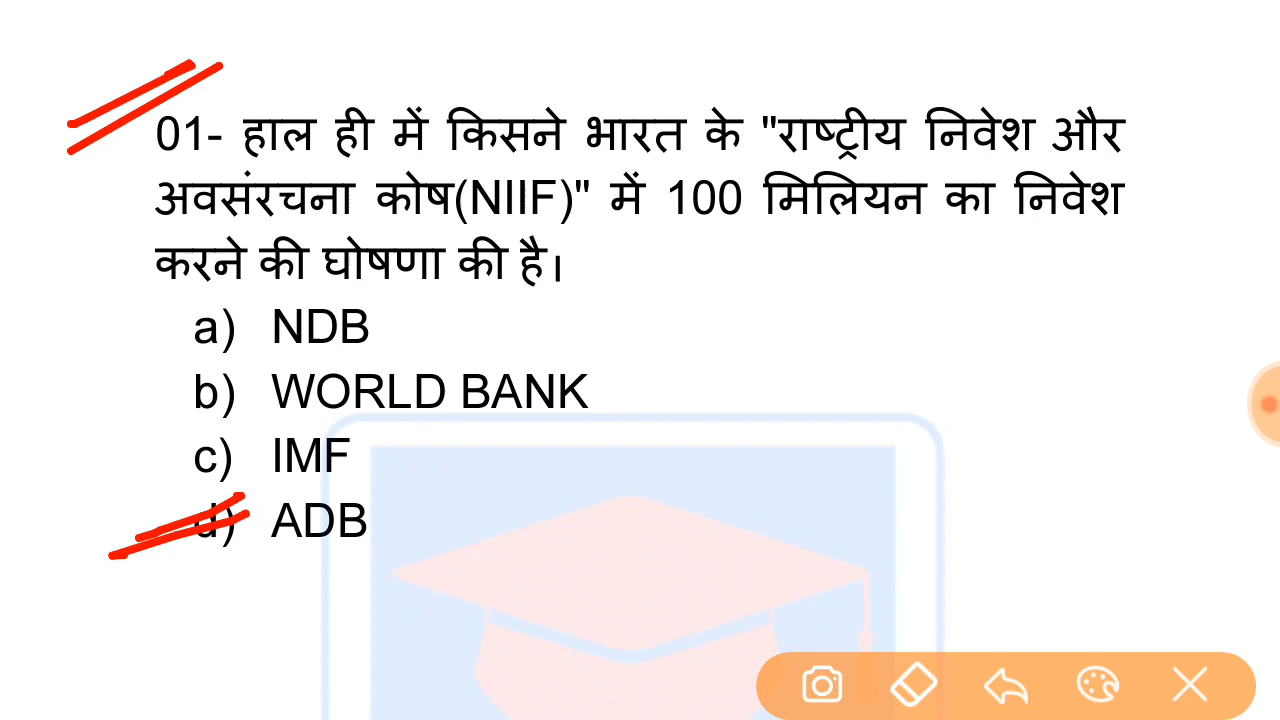 01- हाल ही में किसने भारत के "राष्ट्रीय निवेश और
अवसंरचना कोष(NIIF)" में 100 मिलियन का निवेश
करने की घोषणा की है।
a) NDB
b) WORLD BANK
c) IMF
d) ADB